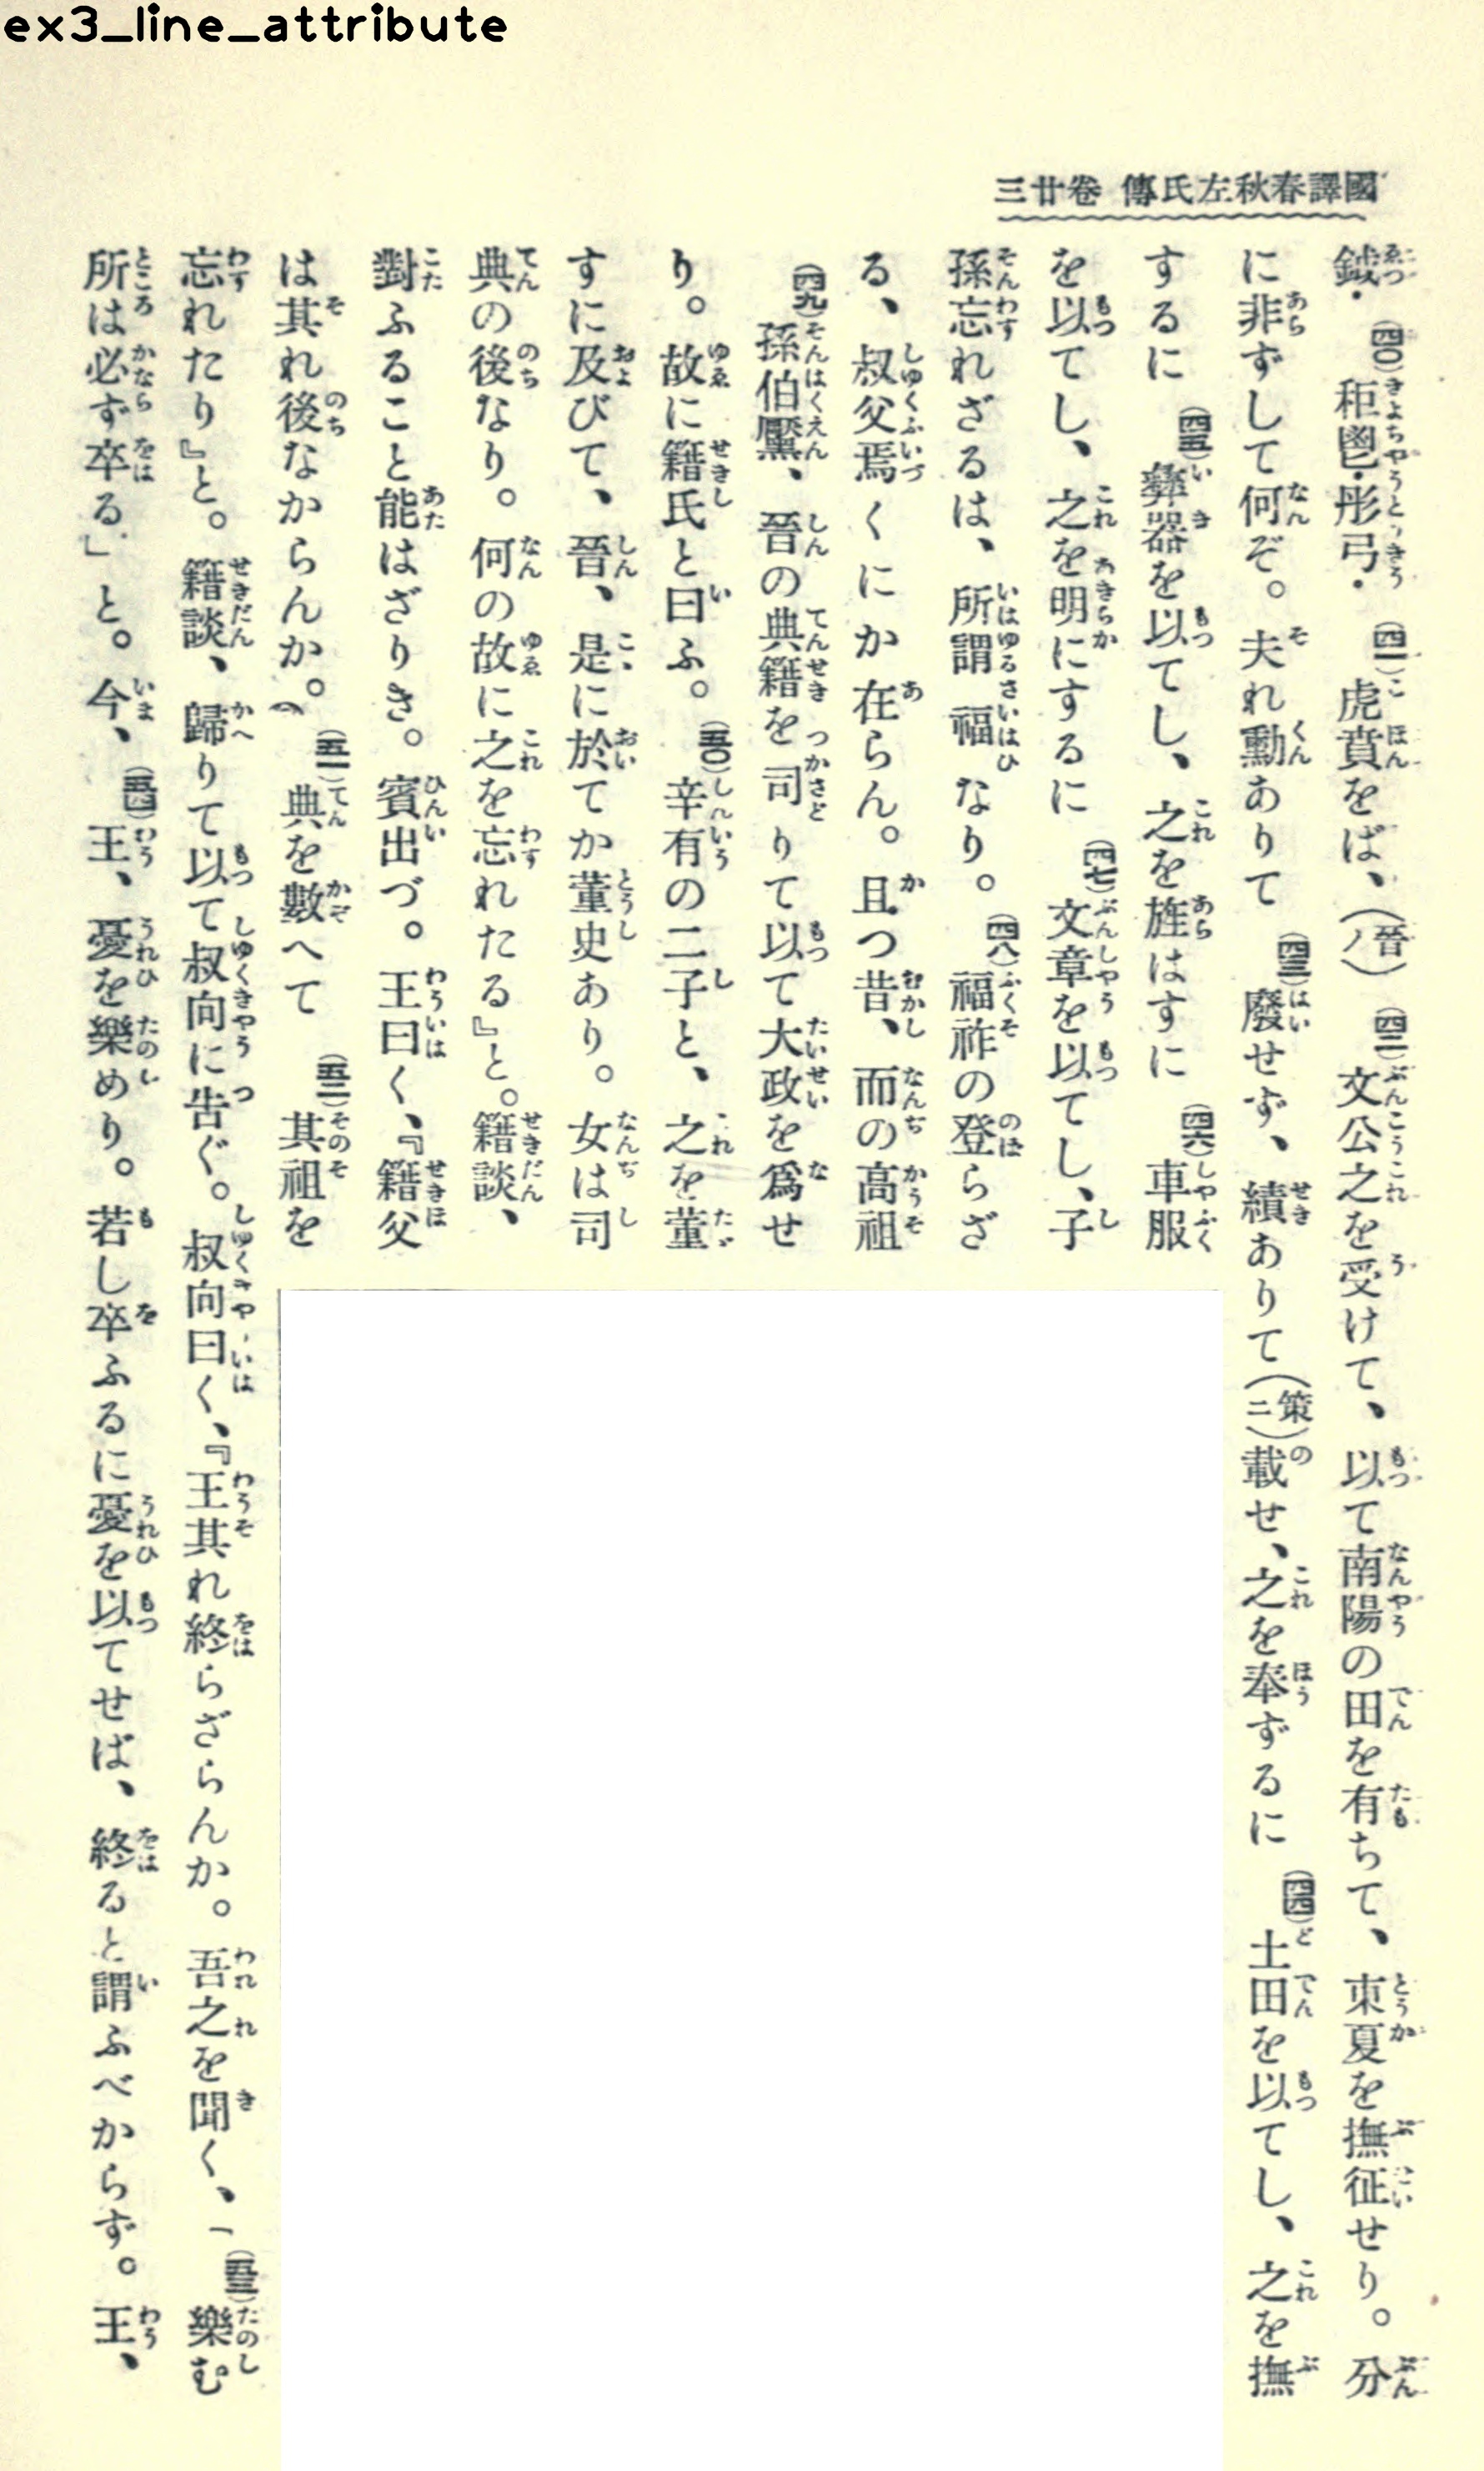 ex3_line_attribute
國譯春秋左氏傳 卷廿三
鉞・(四〇)秬鬯・彤弓・(四一)虎賁をば、(晉ノ)(四二)文公之を受けて、以て南陽の田を有ちて、東夏を撫征せり。分
に非ずして何ぞ。夫れ勳ありて(四三)廢せず、績ありて(策ニ)載せ、之を奉ずるに(四四)土田を以てし、之を撫
するに(四五)彝器を以てし、之を旌はすに(四六)車服
を以てし、之を明にするに(四七)文章を以てし、子
孫忘れざるは、所謂福なり。(四八)福祚の登らざ
る、叔父焉くにか在らん。且つ昔、而の高祖
(四九)孫伯黶、晉の典籍を司りて以て大政を爲せ
り。故に籍氏と曰ふ。(五〇)辛有の二子と、之を董
すに及びて、晉、是に於てか董史あり。女は司
典の後なり。何の故に之を忘れたる』と。籍談、
對ふること能はざりき。賓出づ。王曰く、『籍父
は其れ後なからんか。(五一)典を數へて(五二)其祖を
忘れたり』と。籍談、歸りて以て叔向に吿ぐ。叔向曰く、『王其れ終らざらんか。吾之を聞く、「(五三)樂む
所は必ず卒る」と。今、(五四)王、憂を樂めり。若し卒ふるに憂を以てせば、終ると謂ふべからず。王、